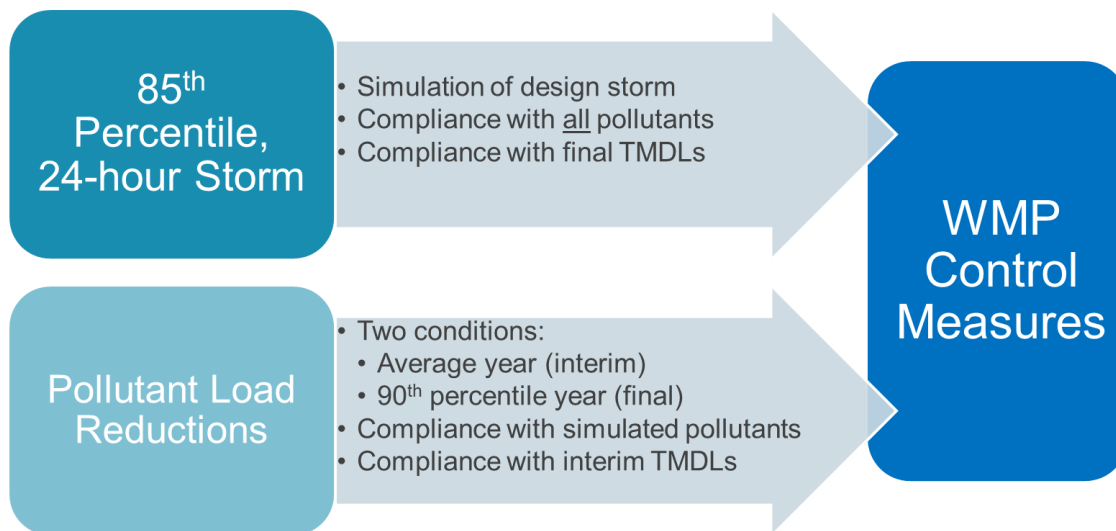 85th
Percentile,
24-hour Storm
• Simulation of design storm
• Compliance with all pollutants
• Compliance with final TMDLs
Pollutant Load
Reductions
• Two conditions:
• Average year (interim)
• 90th percentile year (final)
• Compliance with simulated pollutants
• Compliance with interim TMDLs
WMP
Control
Measures